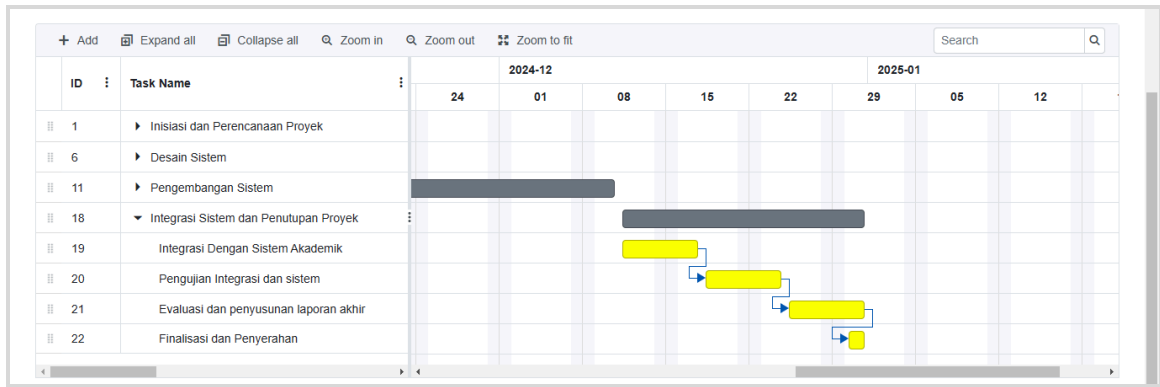 + Add Expand all Collapse all Zoom in Zoom out Zoom to fit Search
ID Task Name
2024-12 2025-01
24 01 08 15 22 29 05 12
1 Inisiasi dan Perencanaan Proyek
6 Desain Sistem
11 Pengembangan Sistem
18 Integrasi Sistem dan Penutupan Proyek
19 Integrasi Dengan Sistem Akademik
20 Pengujian Integrasi dan sistem
21 Evaluasi dan penyusunan laporan akhir
22 Finalisasi dan Penyerahan